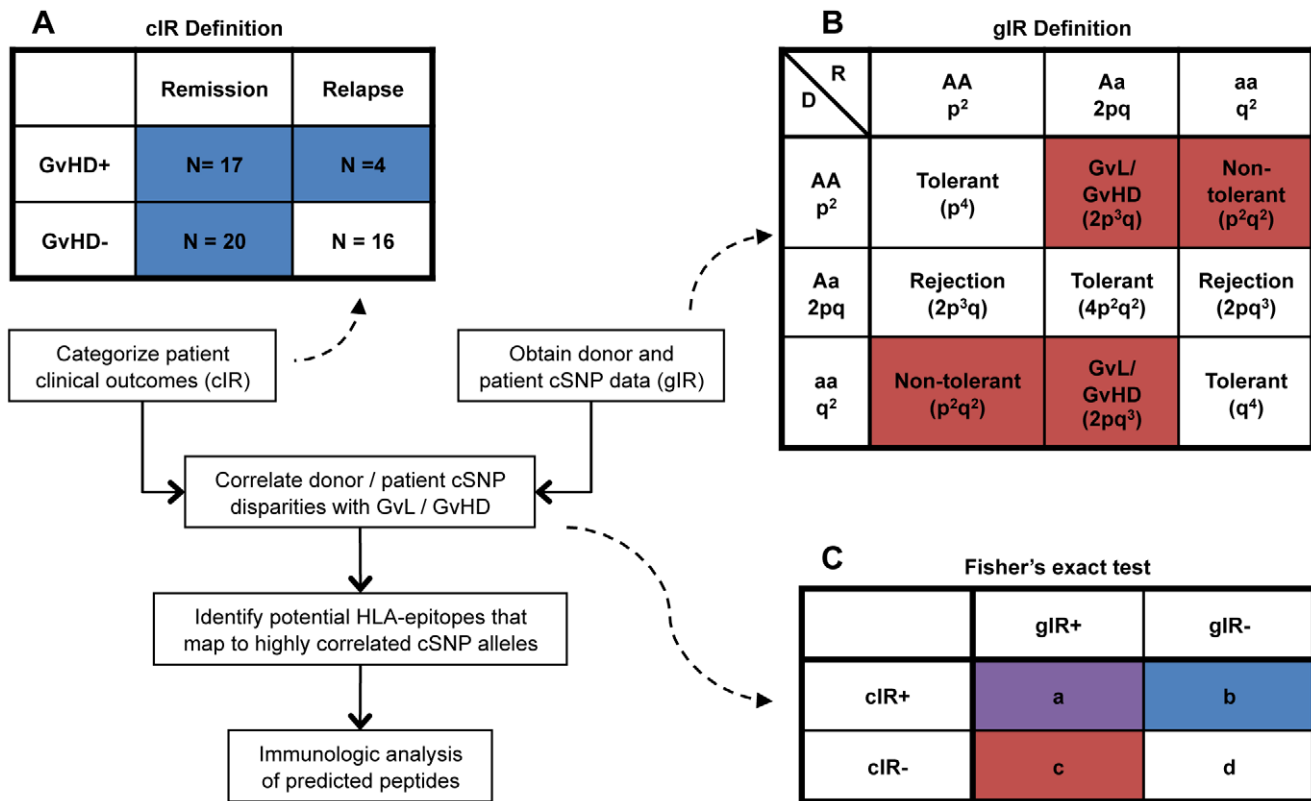 A
cIR Definition
Remission
Relapse
GvHD+
N= 17
N =4
GvHD-
N = 20
N = 16
B
gIR Definition
R
D
AA
p²
Aa
2pq
aa
q²
AA
p²
Tolerant
(p⁴)
GvL/
GvHD
(2p³q)
Non-
tolerant
(p²q²)
Aa
2pq
Rejection
(2p³q)
Tolerant
(4p²q²)
Rejection
(2pq³)
aa
q²
Non-tolerant
(p²q²)
GvL/
GvHD
(2pq³)
Tolerant
(q⁴)
Categorize patient
clinical outcomes (cIR)
Obtain donor and
patient cSNP data (gIR)
Correlate donor / patient cSNP
disparities with GvL / GvHD
Identify potential HLA-epitopes that
map to highly correlated cSNP alleles
Immunologic analysis
of predicted peptides
C
Fisher’s exact test
gIR+
gIR-
cIR+
a
b
cIR-
c
d